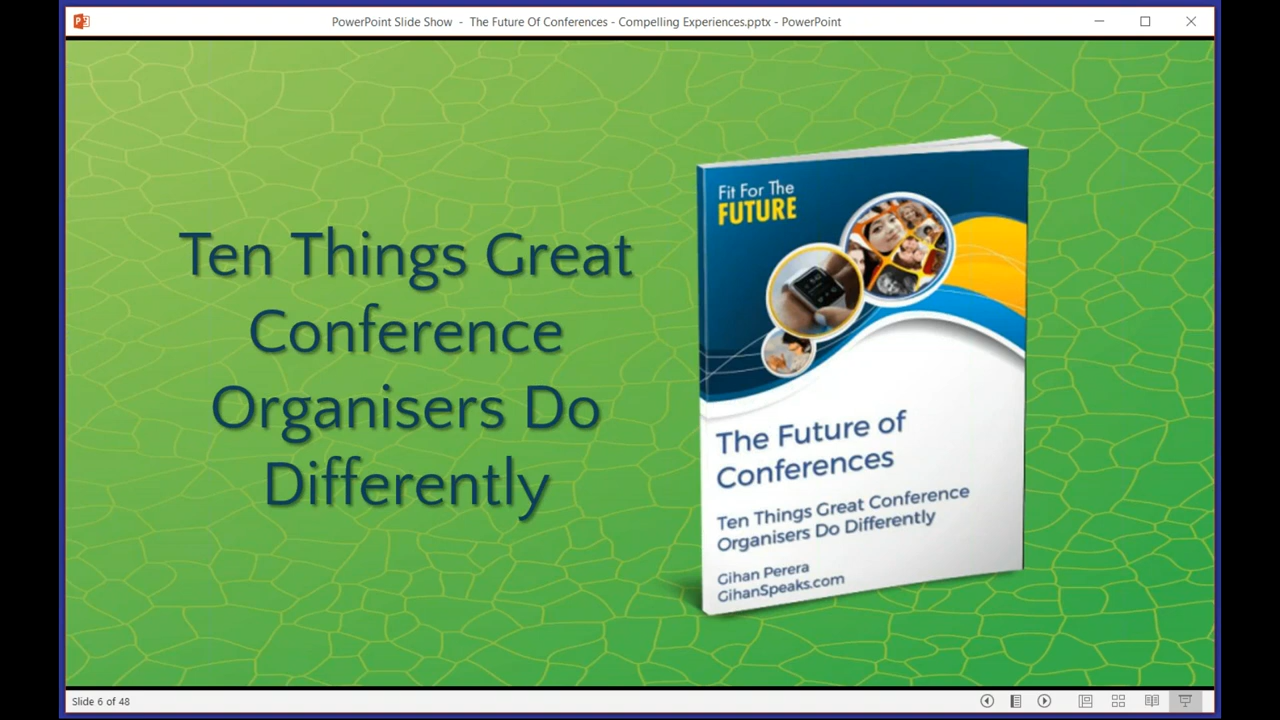 PowerPoint Slide Show - The Future Of Conferences - Compelling Experiences.pptx - PowerPoint
Ten Things Great
Conference
Organisers Do
Differently
Fit For The
FUTURE
The Future of
Conferences
Ten Things Great Conference
Organisers Do Differently
Gihan Perera
GihanSpeaks.com
Slide 6 of 48